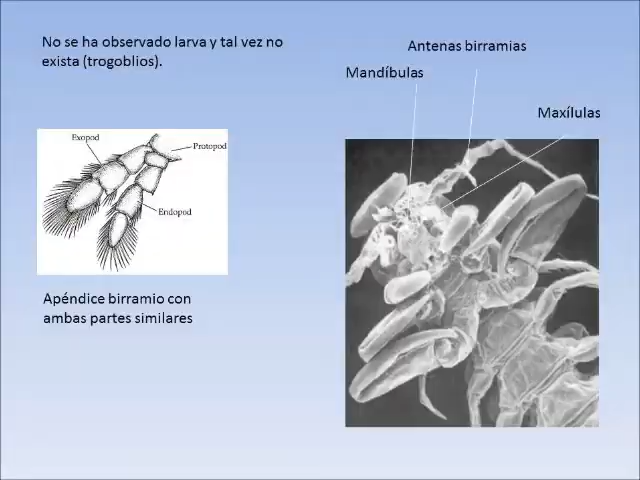 No se ha observado larva y tal vez no
exista (trogoblios).
Antenas birramias
Mandíbulas
Maxílulas
Exopod
Protopod
Endopod
Apéndice birramio con
ambas partes similares